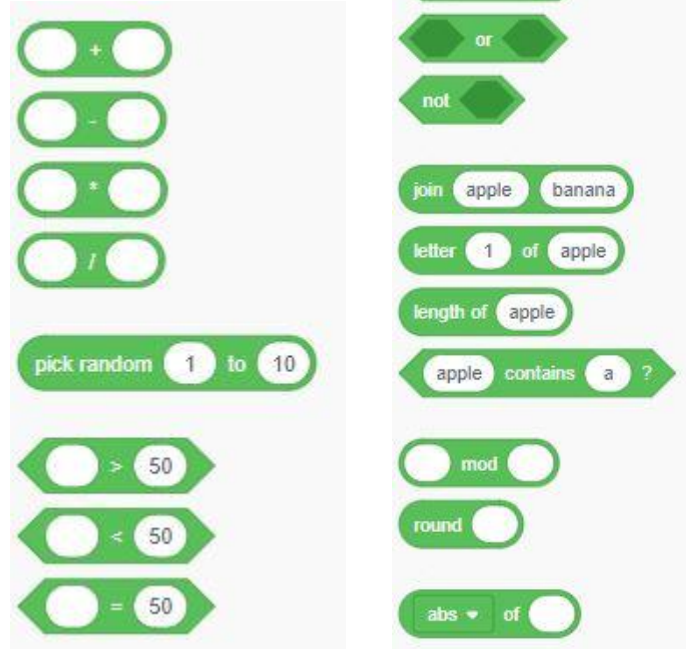 +
-
*
/
pick random 1 to 10
> 50
< 50
= 50
or
not
join apple banana
letter 1 of apple
length of apple
apple contains a ?
mod
round
abs of